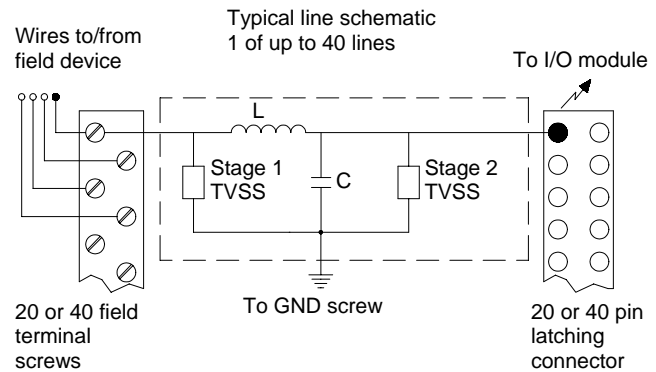 Typical line schematic
1 of up to 40 lines
Wires to/from
field device
To I/O module
L
Stage 1
TVSS
C
Stage 2
TVSS
To GND screw
20 or 40 field
terminal
screws
20 or 40 pin
latching
connector